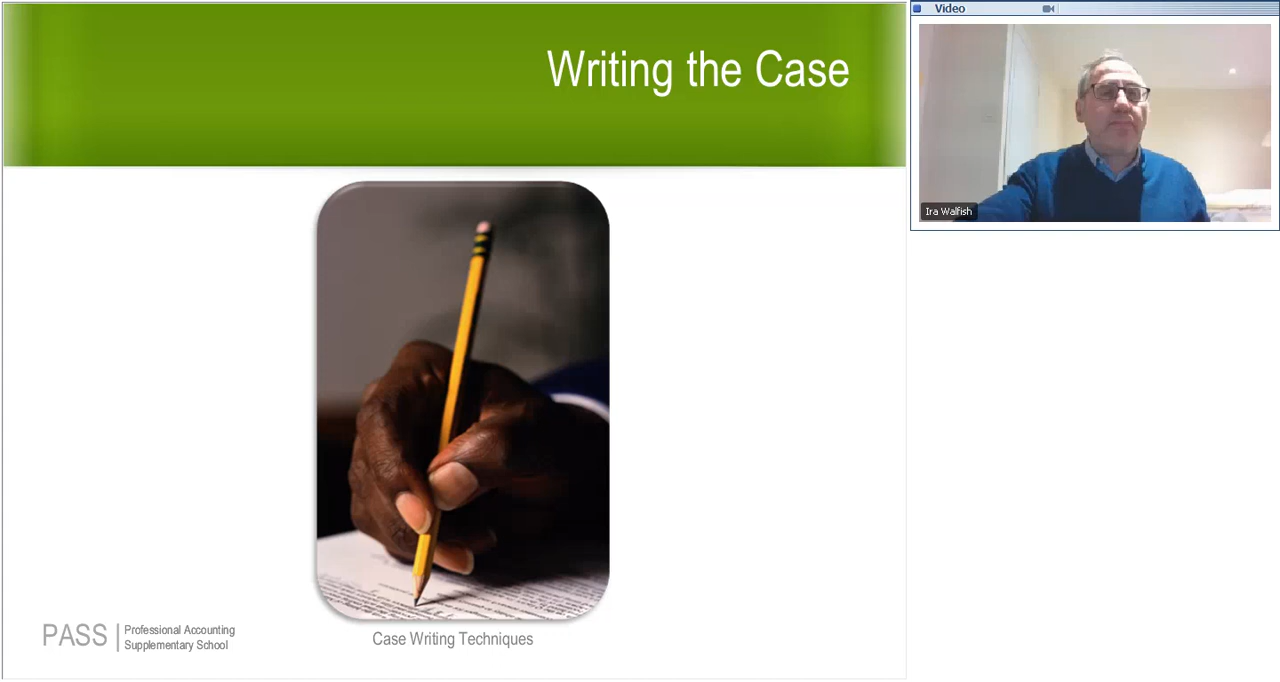 Writing the Case
Video
Ira Walfish
PASS
Professional Accounting
Supplementary School
Case Writing Techniques